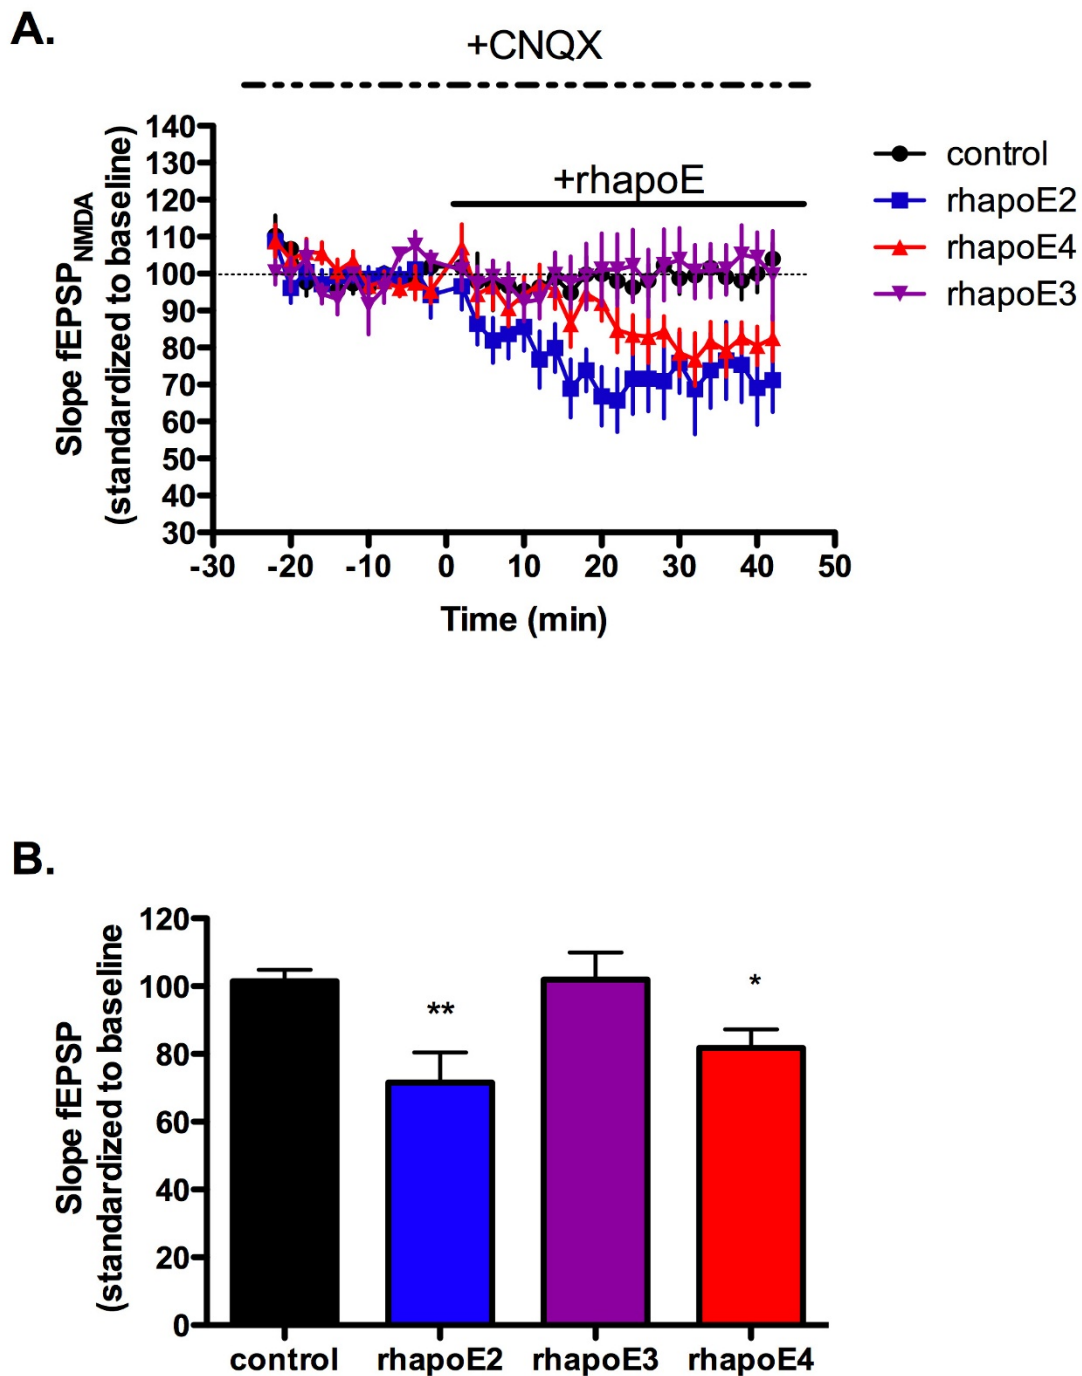 A.
+CNQX
Slope fEPSPNMDA
(standardized to baseline)
140
130
120
110
100
90
80
70
60
50
40
30
+rhapoE
-30 -20 -10 0 10 20 30 40 50
Time (min)
control
rhapoE2
rhapoE4
rhapoE3
B.
Slope fEPSP
(standardized to baseline
120
100
80
60
40
20
0
**
*
control rhapoE2 rhapoE3 rhapoE4